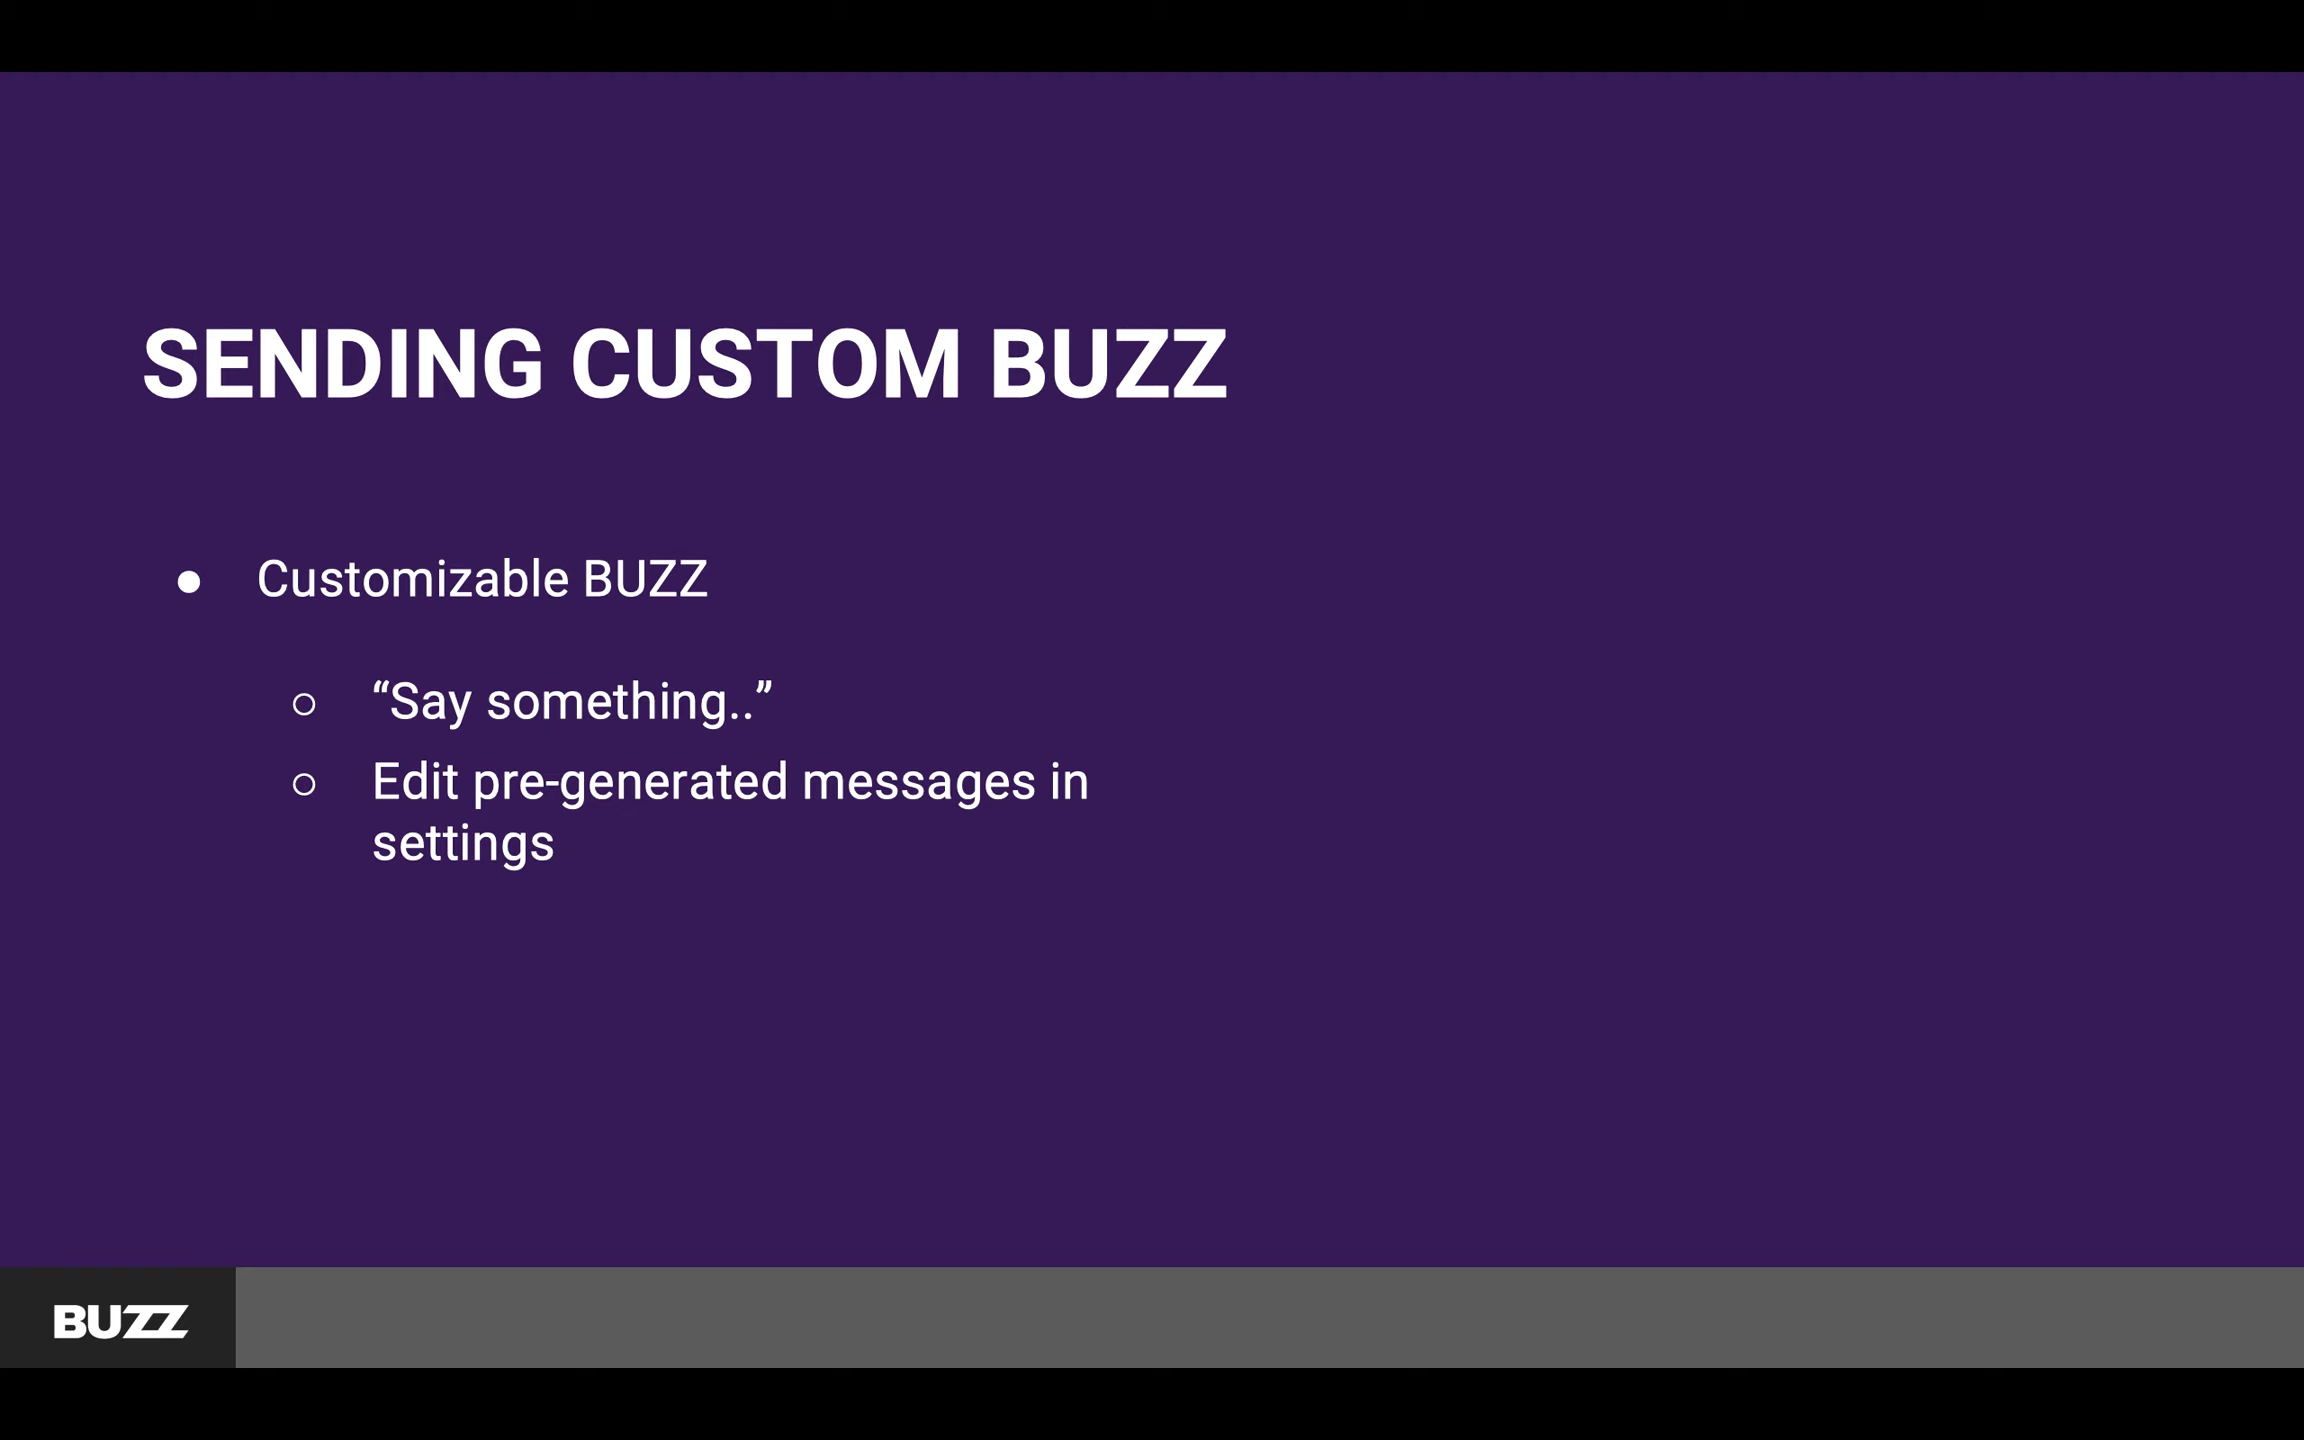 SENDING CUSTOM BUZZ
● Customizable BUZZ
○ “Say something..”
○ Edit pre-generated messages in
settings
BUZZ